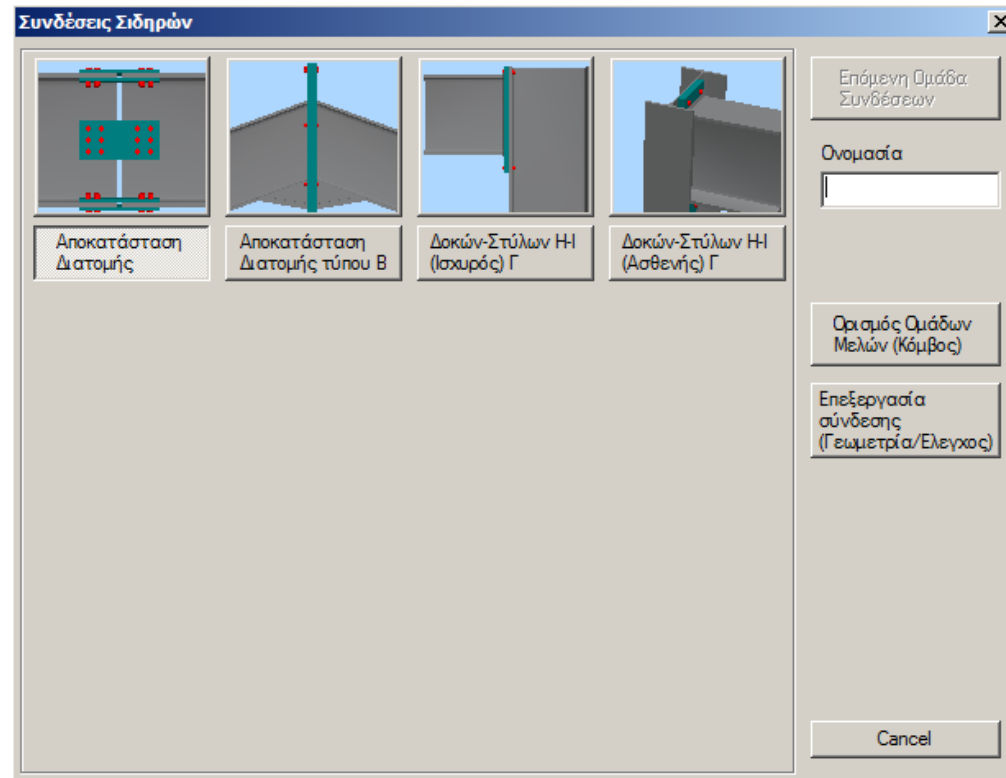 Συνδέσεις Σιδηρών
Αποκατάσταση
Διατομής
Αποκατάσταση
Διατομής τύπου Β
Δοκών-Στύλων Η-Ι
(Ισχυρός) Γ
Δοκών-Στύλων Η-Ι
(Ασθενής) Γ
Επόμενη Ομάδα
Συνδέσεων
Ονομασία
Ορισμός Ομάδων
Μελών (Κόμβος)
Επεξεργασία
σύνδεσης
(Γεωμετρία/Ελεγχος)
Cancel